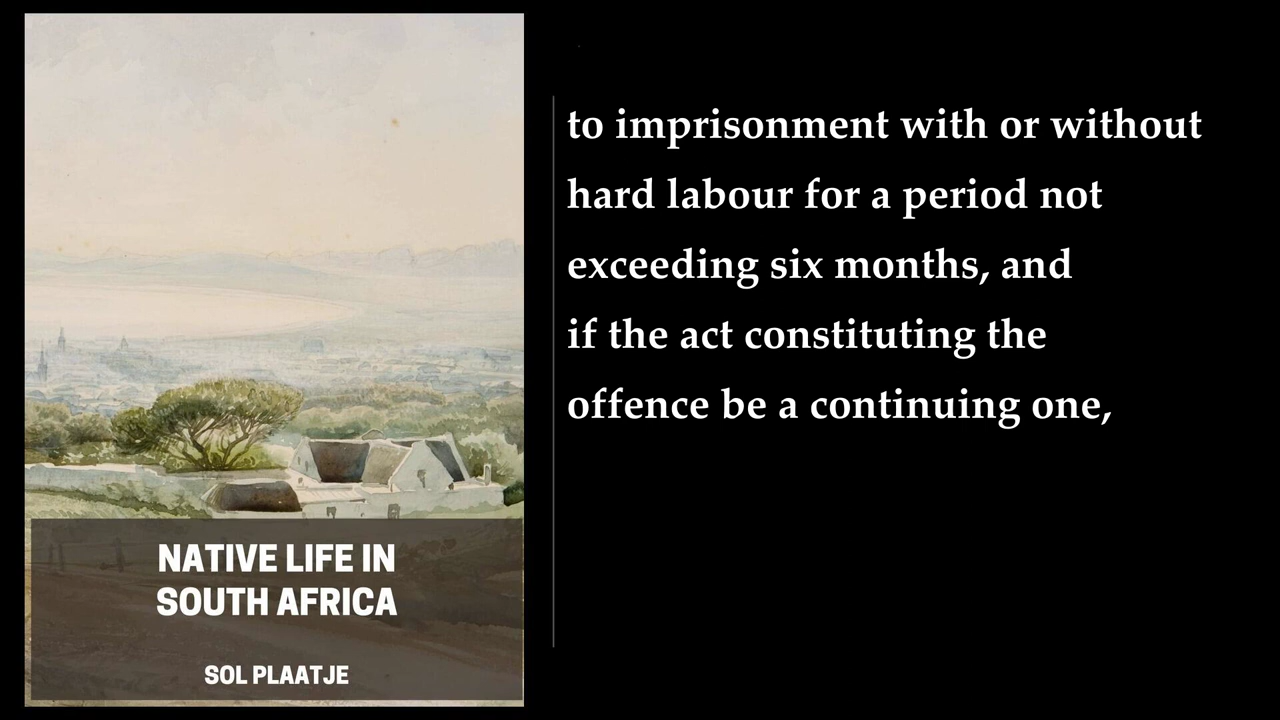 NATIVE LIFE IN
SOUTH AFRICA
SOL PLAATJE
to imprisonment with or without
hard labour for a period not
exceeding six months, and
if the act constituting the
offence be a continuing one,